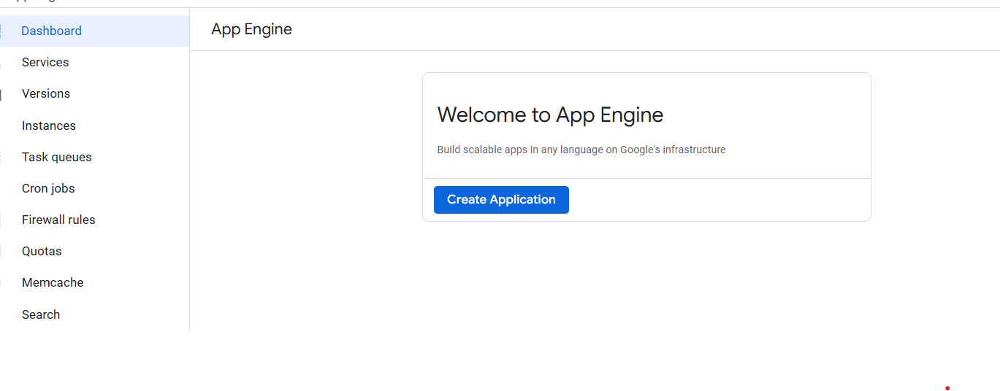 Dashboard
App Engine
Services
Versions
Instances
Task queues
Cron jobs
Firewall rules
Quotas
Memcache
Search
Welcome to App Engine
Build scalable apps in any language on Google's infrastructure
Create Application